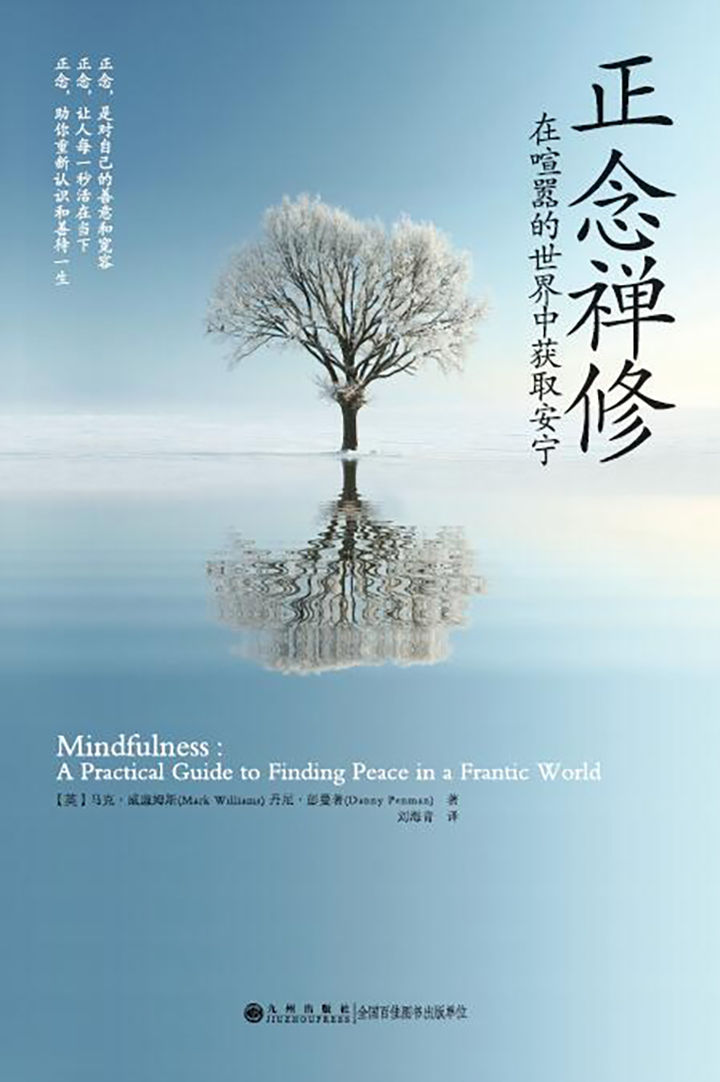 正念禅修
在喧嚣的世界中获取安宁
正念，是对自己的善意和宽容
正念，让人每一秒活在当下
正念，助你重新认识和善待一生
Mindfulness :
A Practical Guide to Finding Peace in a Frantic World
【英】马克·威廉姆斯(Mark Williams) 丹尼·彭曼著(Danny Penman) 著
刘海青 译
九州出版社
JIUZHOUPRESS
全国百佳图书出版单位